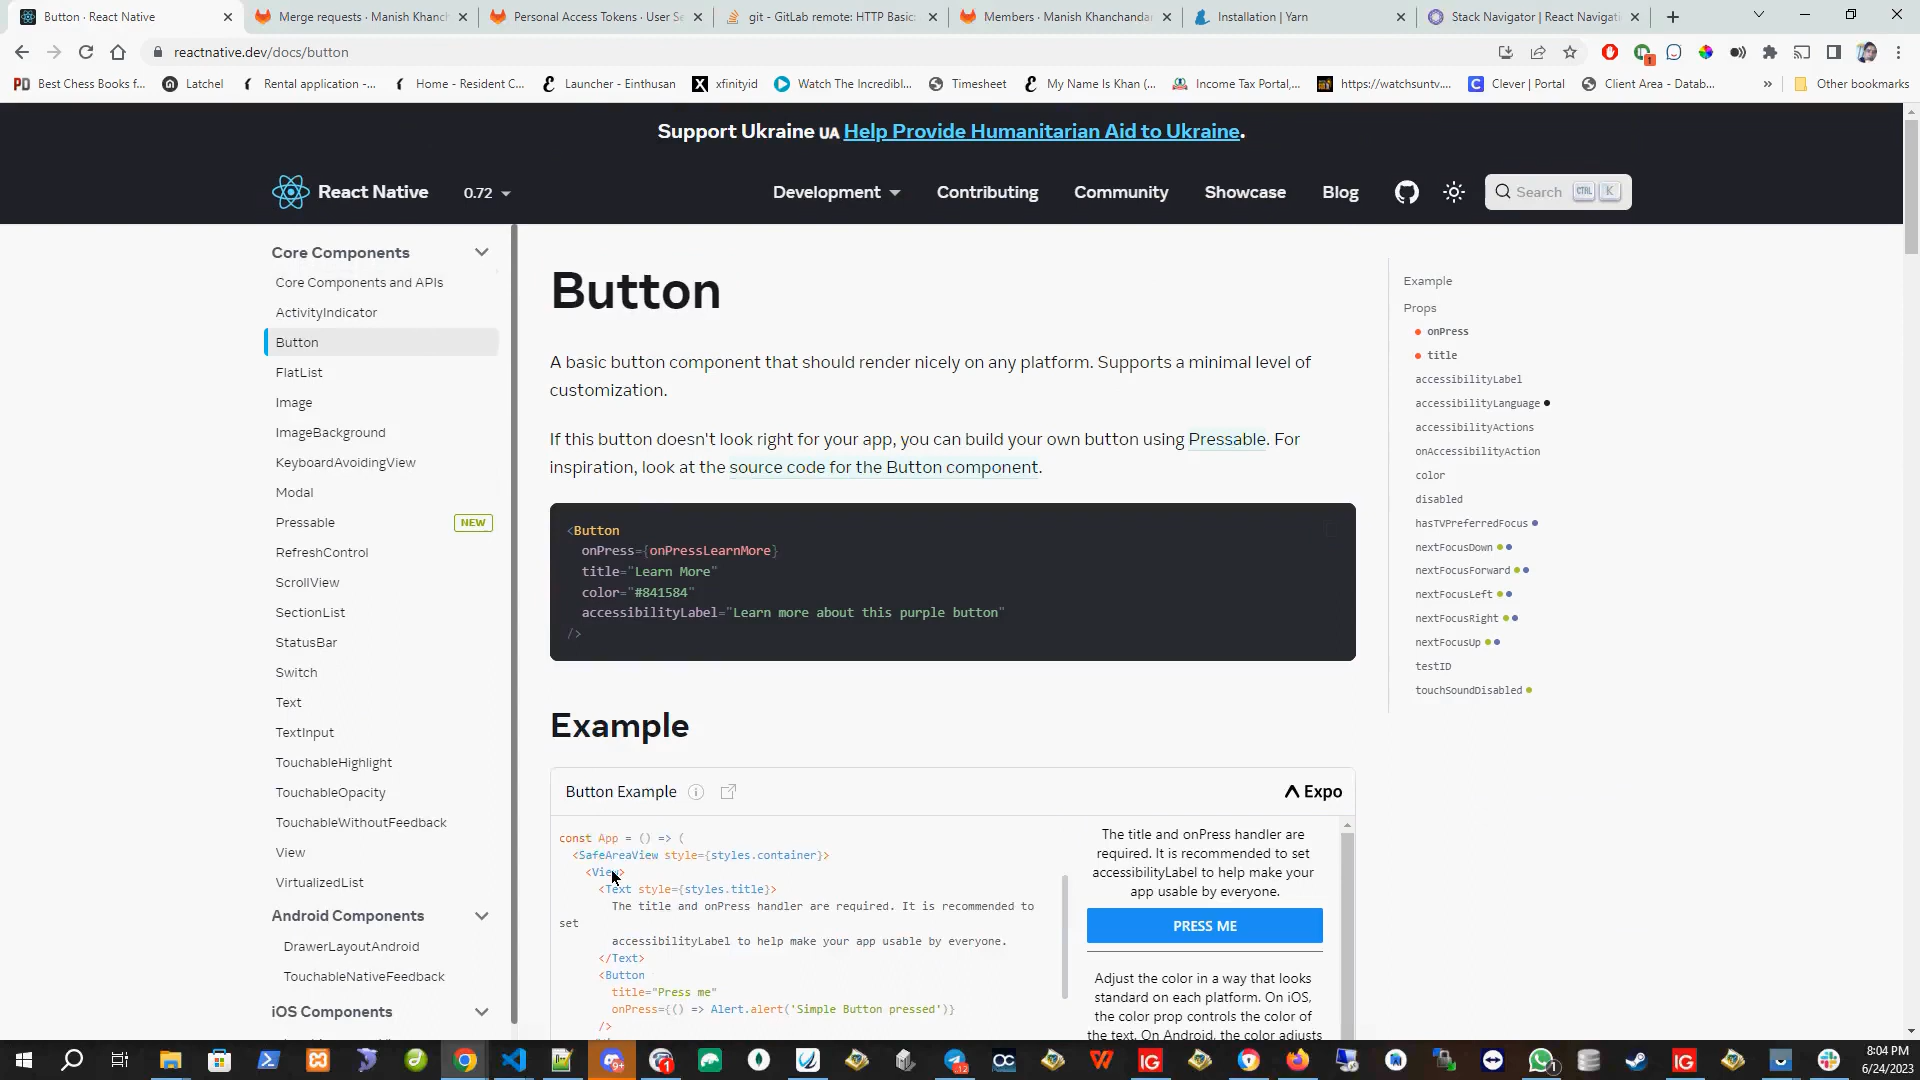 Button · React Native
Merge requests · Manish Khanch
Personal Access Tokens · User Se
git - GitLab remote: HTTP Basic:
Members · Manish Khanchandan
Installation | Yarn
Stack Navigator | React Navigati
reactnative.dev/docs/button
Best Chess Books f...
Latchel
Rental application -...
Home - Resident C...
Launcher - Einthusan
xfinityid
Watch The Incredibl...
Timesheet
My Name Is Khan (...
Income Tax Portal,...
https://watchsuntv....
Clever | Portal
Client Area - Datab...
»
Other bookmarks
Support Ukraine UA Help Provide Humanitarian Aid to Ukraine.
React Native
0.72
Development
Contributing
Community
Showcase
Blog
Search CTRL K
Core Components
Core Components and APIs
ActivityIndicator
Button
FlatList
Image
ImageBackground
KeyboardAvoidingView
Modal
Pressable NEW
RefreshControl
ScrollView
SectionList
StatusBar
Switch
Text
TextInput
TouchableHighlight
TouchableOpacity
TouchableWithoutFeedback
View
VirtualizedList
Android Components
DrawerLayoutAndroid
TouchableNativeFeedback
iOS Components
Button
A basic button component that should render nicely on any platform. Supports a minimal level of
customization.
If this button doesn't look right for your app, you can build your own button using Pressable. For
inspiration, look at the source code for the Button component.
<Button
onPress={onPressLearnMore}
title="Learn More"
color="#841584"
accessibilityLabel="Learn more about this purple button"
/>
Example
Button Example
Expo
const App = () => (
<SafeAreaView style={styles.container}>
<View>
<Text style={styles.title}>
The title and onPress handler are required. It is recommended to
set
accessibilityLabel to help make your app usable by everyone.
</Text>
<Button
title="Press me"
onPress={() => Alert.alert('Simple Button pressed')}
/>
The title and onPress handler are
required. It is recommended to set
accessibilityLabel to help make your
app usable by everyone.
PRESS ME
Adjust the color in a way that looks
standard on each platform. On iOS,
the color prop controls the color of
the text. On Android, the color adjusts
Example
Props
onPress
title
accessibilityLabel
accessibilityLanguage
accessibilityActions
onAccessibilityAction
color
disabled
hasTVPreferredFocus
nextFocusDown
nextFocusForward
nextFocusLeft
nextFocusRight
nextFocusUp
testID
touchSoundDisabled
8:04 PM
6/24/2023